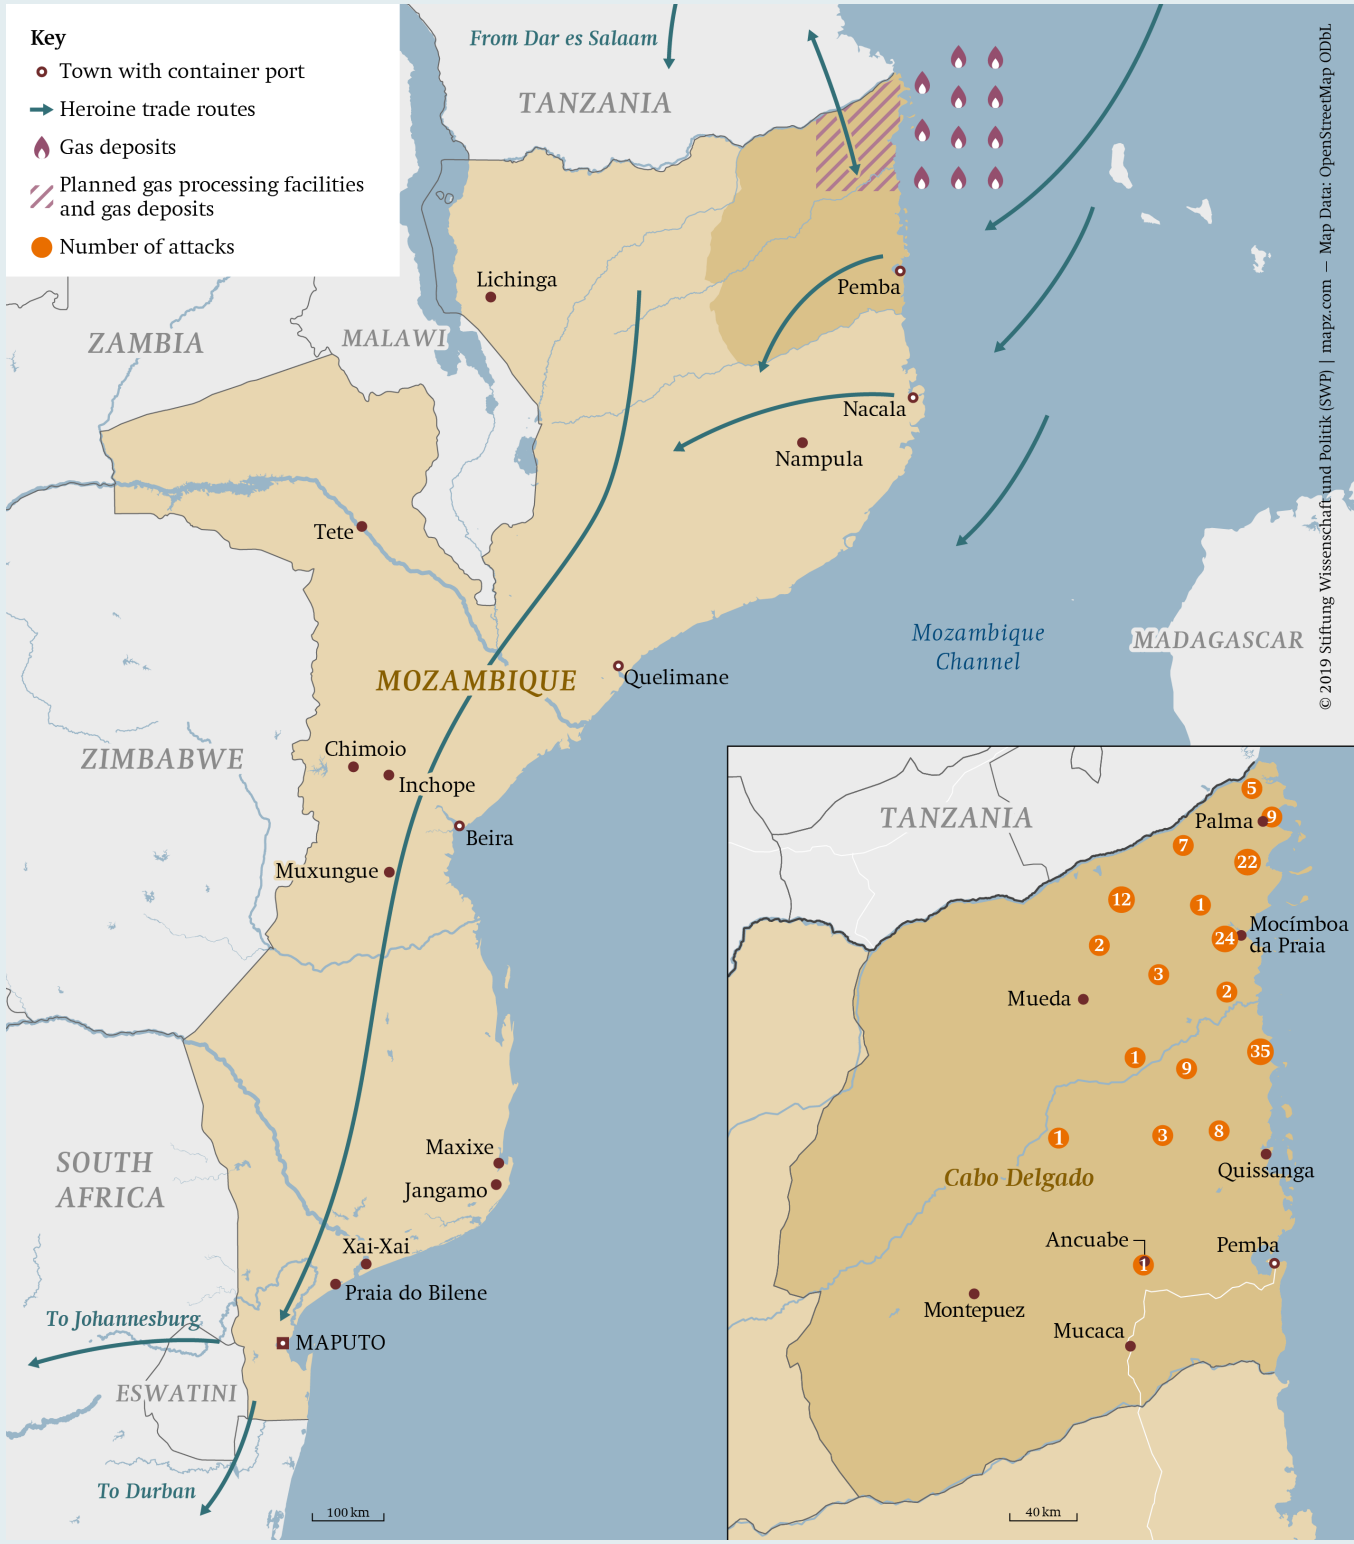 Key
Town with container port
Heroine trade routes
Gas deposits
Planned gas processing facilities
and gas deposits
Number of attacks
From Dar es Salaam
TANZANIA
Lichinga
Pemba
ZAMBIA
MALAWI
Nacala
Nampula
Tete
Mozambique
Channel
MADAGASCAR
MOZAMBIQUE
Quelimane
ZIMBABWE
Chimoio
Inchope
Beira
Muxungue
SOUTH
AFRICA
Maxixe
Jangamo
Xai-Xai
Praia do Bilene
To Johannesburg
MAPUTO
ESWATINI
To Durban
100 km
© 2019 Stiftung Wissenschaft und Politik (SWP) | mapz.com – Map Data: OpenStreetMap ODbL
TANZANIA
5
Palma
9
7
22
12
1
Mocímboa
da Praia
24
2
3
Mueda
2
35
1
9
1
3
8
Quissanga
Cabo Delgado
Ancuabe
1
Pemba
Montepuez
Mucaca
40 km